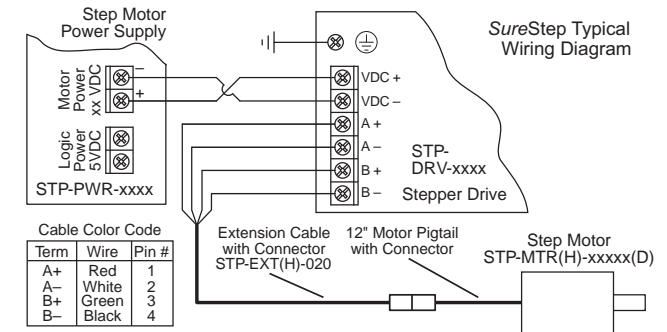 Step Motor
Power Supply
SureStep Typical
Wiring Diagram
Motor
Power
xx VDC
–
+
Logic
Power
5VDC
STP-PWR-xxxx
VDC +
VDC –
A +
A –
B +
B –
STP-
DRV-xxxx
Stepper Drive
Cable Color Code
Term Wire Pin #
A+ Red 1
A– White 2
B+ Green 3
B– Black 4
Extension Cable
with Connector
STP-EXT(H)-020
12" Motor Pigtail
with Connector
Step Motor
STP-MTR(H)-xxxxx(D)